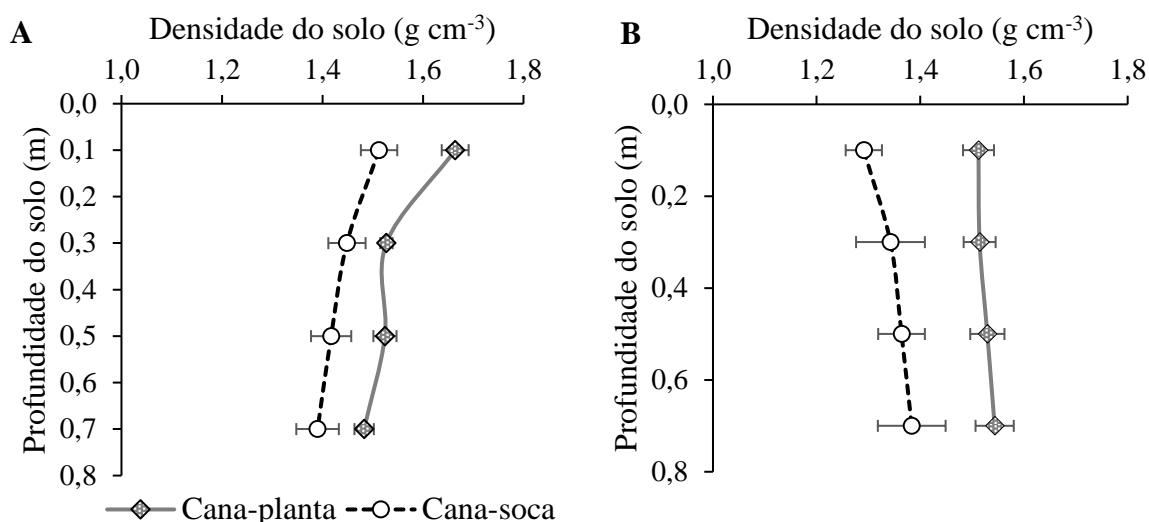 A
Densidade do solo (g cm-3)
1,0 1,2 1,4 1,6 1,8
Profundidade do solo (m)
0,0
0,1
0,2
0,3
0,4
0,5
0,6
0,7
0,8
Cana-planta Cana-soca
B
Densidade do solo (g cm-3)
1,0 1,2 1,4 1,6 1,8
Profundidade do solo (m)
0,0
0,2
0,4
0,6
0,8